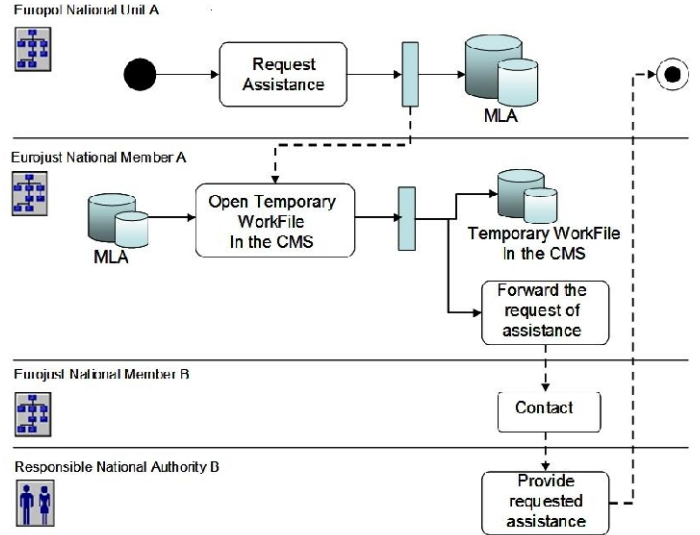 Europol National Unit A
Request
Assistance
MLA
Eurojust National Member A
Open Temporary
WorkFile
In the CMS
MLA
Temporary WorkFile
In the CMS
Forward the
request of
assistance
Eurojust National Member B
Contact
Responsible National Authority B
Provide
requested
assistance